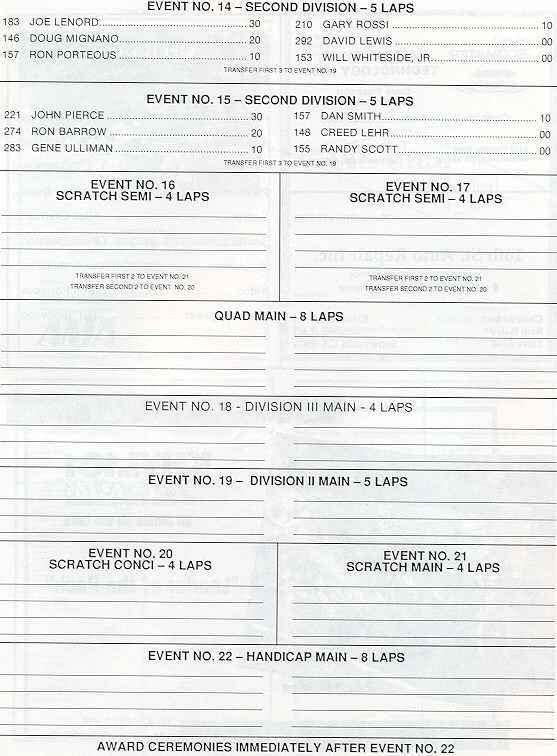 EVENT NO. 14 – SECOND DIVISION – 5 LAPS
183 JOE LENORD 30 210 GARY ROSSI 10
146 DOUG MIGNANO 20 292 DAVID LEWIS 00
157 RON PORTEOUS 10 153 WILL WHITESIDE, JR 00
TRANSFER FIRST 3 TO EVENT NO. 19
EVENT NO. 15 – SECOND DIVISION – 5 LAPS
221 JOHN PIERCE 30 157 DAN SMITH 10
274 RON BARROW 20 148 CREED LEHR 00
283 GENE ULLIMAN 10 155 RANDY SCOTT 00
TRANSFER FIRST 3 TO EVENT NO. 19
EVENT NO. 16
SCRATCH SEMI – 4 LAPS
TRANSFER FIRST 2 TO EVENT NO. 21
TRANSFER SECOND 2 TO EVENT NO. 20
EVENT NO. 17
SCRATCH SEMI – 4 LAPS
TRANSFER FIRST 2 TO EVENT NO. 21
TRANSFER SECOND 2 TO EVENT NO. 20
QUAD MAIN – 8 LAPS
EVENT NO. 18 - DIVISION III MAIN - 4 LAPS
EVENT NO. 19 – DIVISION II MAIN – 5 LAPS
EVENT NO. 20
SCRATCH CONCI – 4 LAPS
EVENT NO. 21
SCRATCH MAIN – 4 LAPS
EVENT NO. 22 – HANDICAP MAIN – 8 LAPS
AWARD CEREMONIES IMMEDIATELY AFTER EVENT NO. 22